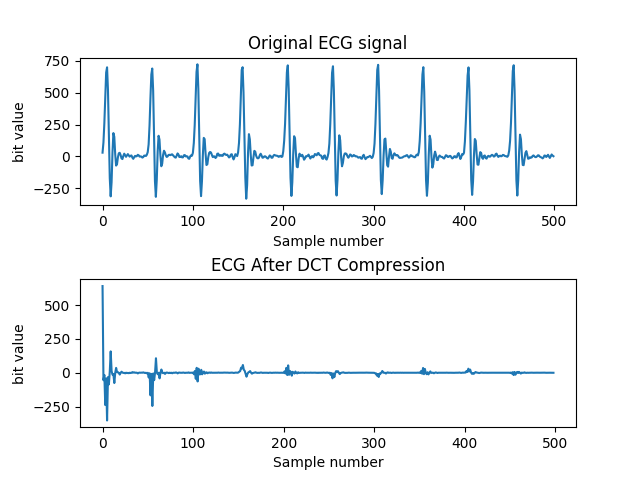 Original ECG signal
750
500
250
0
−250
bit value
0 100 200 300 400 500
Sample number
ECG After DCT Compression
500
250
0
−250
bit value
0 100 200 300 400 500
Sample number